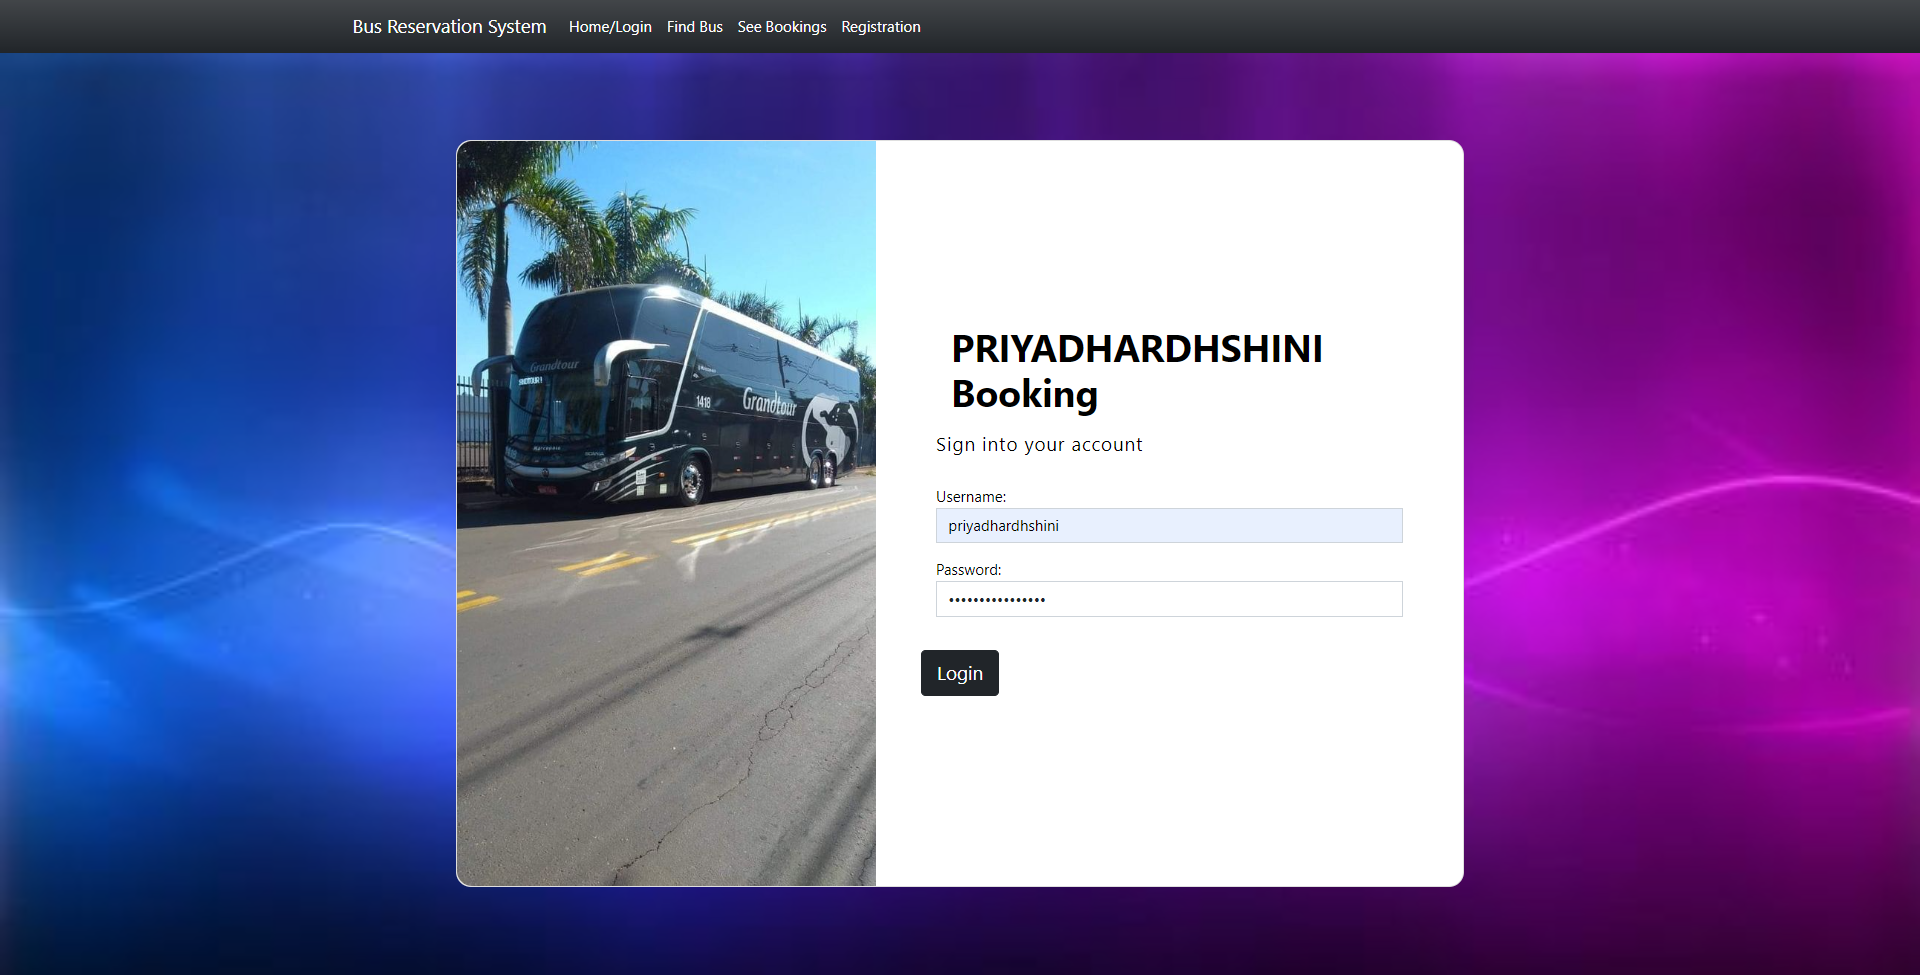 Bus Reservation System Home/Login Find Bus See Bookings Registration
Grandtour
1418 Grandtour
PRIYADHARDHSHINI
Booking
Sign into your account
Username:
priyadhardhshini
Password:
••••••••••••••••
Login